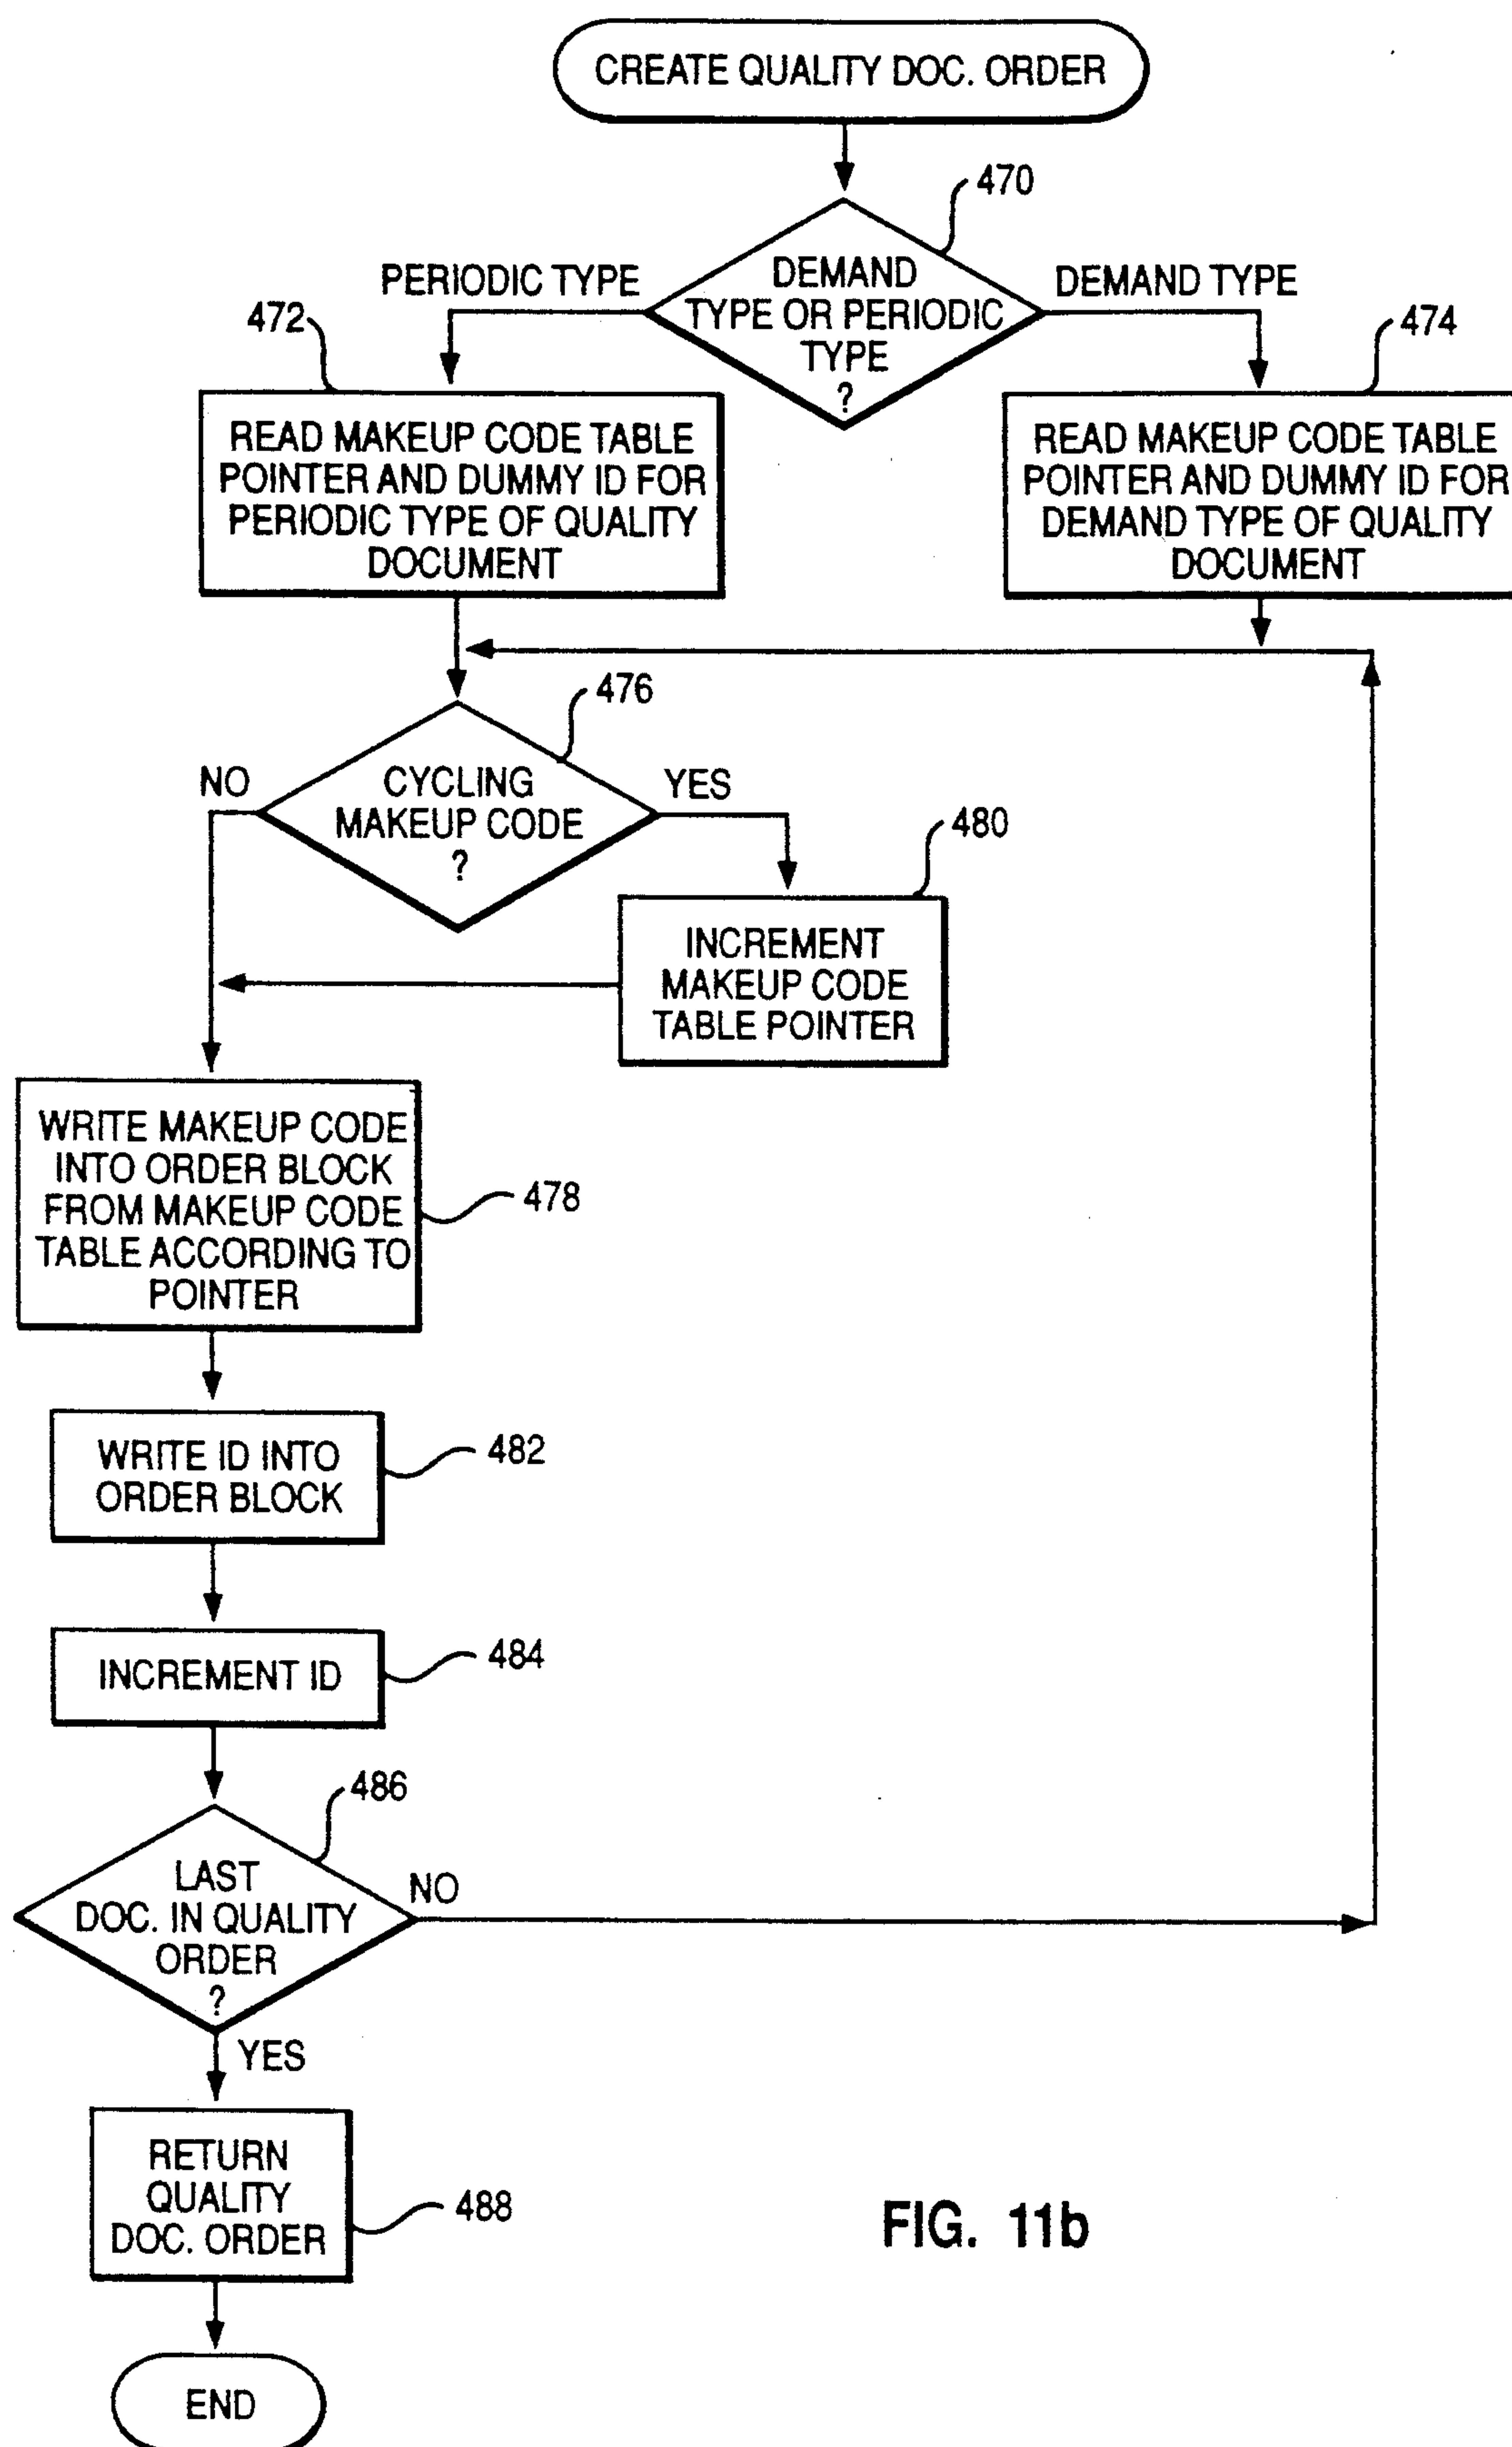 CREATE QUALITY DOC. ORDER
470
DEMAND
TYPE OR PERIODIC
TYPE
?
PERIODIC TYPE
DEMAND TYPE
472
474
READ MAKEUP CODE TABLE
POINTER AND DUMMY ID FOR
PERIODIC TYPE OF QUALITY
DOCUMENT
READ MAKEUP CODE TABLE
POINTER AND DUMMY ID FOR
DEMAND TYPE OF QUALITY
DOCUMENT
476
NO
CYCLING
MAKEUP CODE
?
YES
480
INCREMENT
MAKEUP CODE
TABLE POINTER
WRITE MAKEUP CODE
INTO ORDER BLOCK
FROM MAKEUP CODE
TABLE ACCORDING TO
POINTER
478
WRITE ID INTO
ORDER BLOCK
482
INCREMENT ID
484
486
LAST
DOC. IN QUALITY
ORDER
?
NO
YES
RETURN
QUALITY
DOC. ORDER
488
FIG. 11b
END